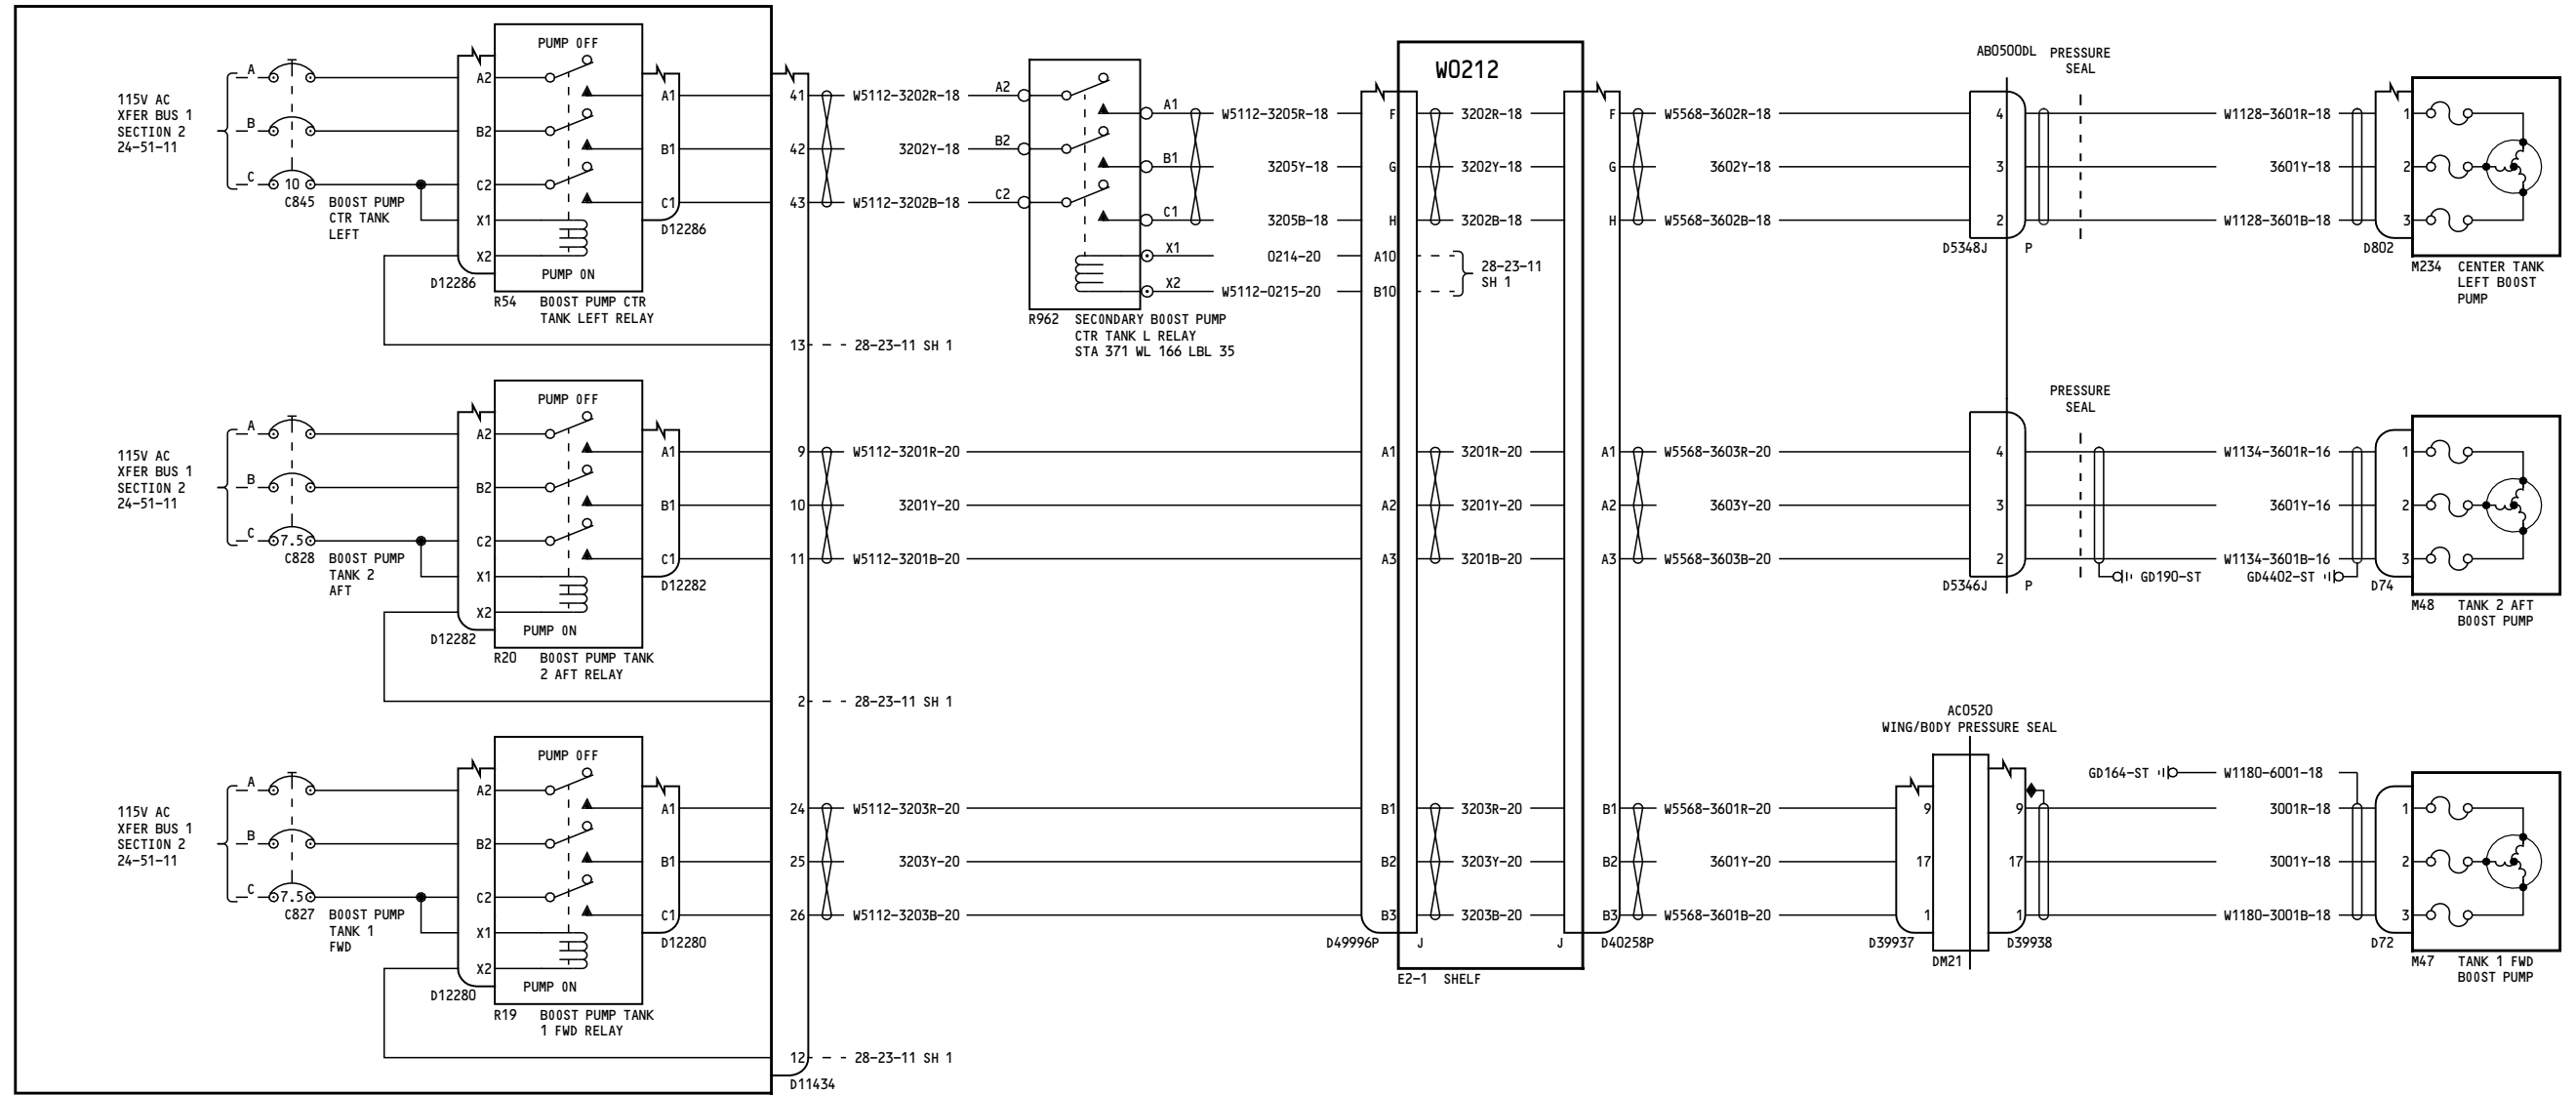 115V AC
XFER BUS 1
SECTION 2
24-51-11
A
B
C
10
C845
BOOST PUMP
CTR TANK
LEFT
A2
B2
C2
X1
X2
D12286
PUMP OFF
PUMP ON
R54
BOOST PUMP CTR
TANK LEFT RELAY
A1
B1
C1
D12286
41
42
43
13
28-23-11 SH 1
W5112-3202R-18
3202Y-18
W5112-3202B-18
A2
B2
C2
A1
B1
C1
X1
X2
R962
SECONDARY BOOST PUMP
CTR TANK L RELAY
STA 371 WL 166 LBL 35
W5112-3205R-18
3205Y-18
3205B-18
0214-20
W5112-0215-20
F
G
H
A10
B10
W0212
3202R-18
3202Y-18
3202B-18
28-23-11
SH 1
F
G
H
W5568-3602R-18
3602Y-18
W5568-3602B-18
AB0500DL
PRESSURE
SEAL
4
3
2
D5348J
P
W1128-3601R-18
3601Y-18
W1128-3601B-18
1
2
3
D802
M234
CENTER TANK
LEFT BOOST
PUMP
115V AC
XFER BUS 1
SECTION 2
24-51-11
A
B
C
7.5
C828
BOOST PUMP
TANK 2
AFT
A2
B2
C2
X1
X2
D12282
PUMP OFF
PUMP ON
R20
BOOST PUMP TANK
2 AFT RELAY
A1
B1
C1
D12282
9
10
11
2
28-23-11 SH 1
W5112-3201R-20
3201Y-20
W5112-3201B-20
A1
A2
A3
3201R-20
3201Y-20
3201B-20
A1
A2
A3
W5568-3603R-20
3603Y-20
W5568-3603B-20
PRESSURE
SEAL
4
3
2
D5346J
P
GD190-ST
GD4402-ST
W1134-3601R-16
3601Y-16
W1134-3601B-16
1
2
3
D74
M48
TANK 2 AFT
BOOST PUMP
115V AC
XFER BUS 1
SECTION 2
24-51-11
A
B
C
7.5
C827
BOOST PUMP
TANK 1
FWD
A2
B2
C2
X1
X2
D12280
PUMP OFF
PUMP ON
R19
BOOST PUMP TANK
1 FWD RELAY
A1
B1
C1
D12280
24
25
26
12
28-23-11 SH 1
D11434
W5112-3203R-20
3203Y-20
W5112-3203B-20
B1
B2
B3
D49996P
J
3203R-20
3203Y-20
3203B-20
E2-1 SHELF
B1
B2
B3
J
D40258P
W5568-3601R-20
3601Y-20
W5568-3601B-20
AC0520
WING/BODY PRESSURE SEAL
9
17
1
D39937
DM21
9
17
1
D39938
GD164-ST
W1180-6001-18
3001R-18
3001Y-18
W1180-3001B-18
1
2
3
D72
M47
TANK 1 FWD
BOOST PUMP